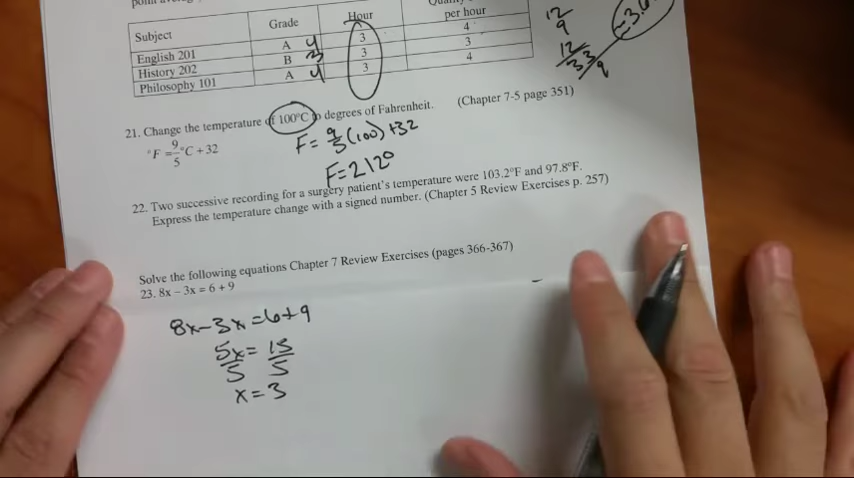 point
Subject Grade Hour per hour
English 201 A 4 3 4
History 202 B 3 3 3
Philosophy 101 A 4 3 4
12
9
12
33
9
21. Change the temperature of 100°C to degrees of Fahrenheit. (Chapter 7-5 page 351)
°F = 9/5 °C + 32
F = 9/5 (100) + 32
F = 212°
22. Two successive recording for a surgery patient's temperature were 103.2°F and 97.8°F.
Express the temperature change with a signed number. (Chapter 5 Review Exercises p. 257)
Solve the following equations Chapter 7 Review Exercises (pages 366-367)
23. 8x – 3x = 6 + 9
8x-3x=6+9
5x = 15
5 5
x=3